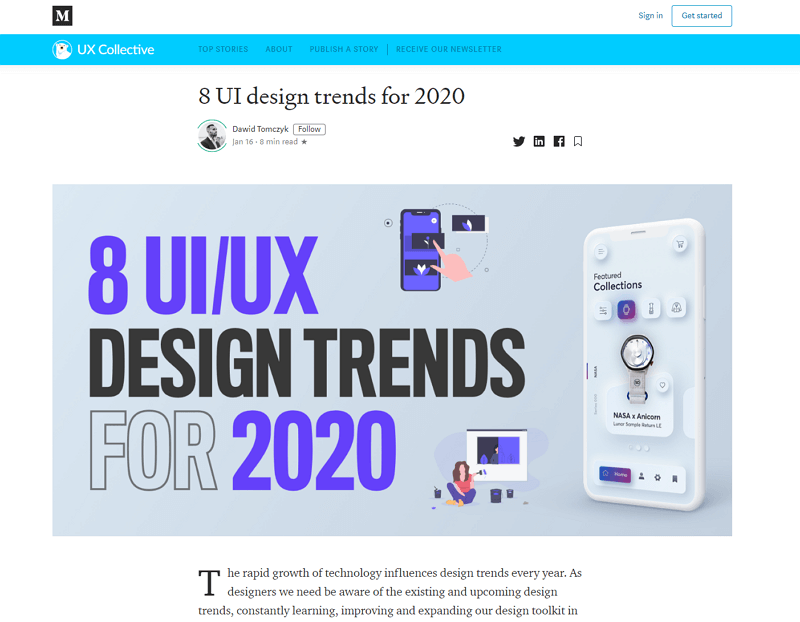 M
Sign in
Get started
UX Collective
TOP STORIES
ABOUT
PUBLISH A STORY
RECEIVE OUR NEWSLETTER
8 UI design trends for 2020
Dawid Tomczyk
Follow
Jan 16 · 8 min read ★
8 UI/UX
DESIGN TRENDS
FOR 2020
Featured
Collections
NASA
NASA x Anicorn
Lunar Sample Return LE
Home
The rapid growth of technology influences design trends every year. As
designers we need be aware of the existing and upcoming design
trends, constantly learning, improving and expanding our design toolkit in